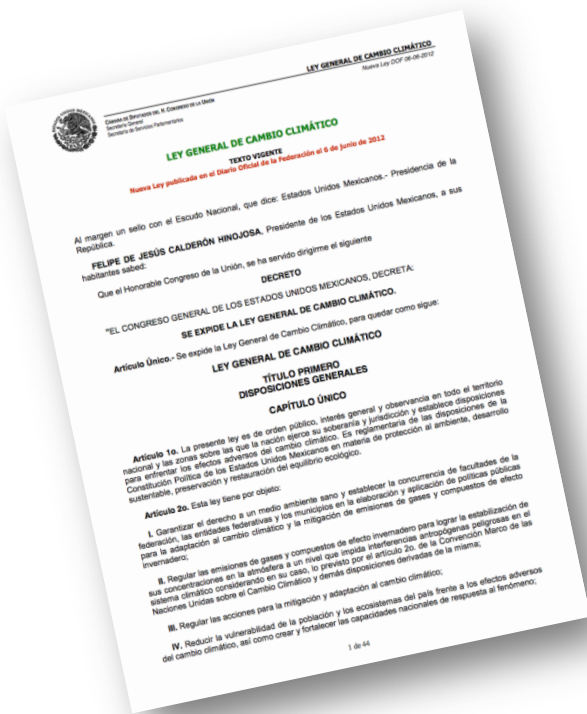 LEY GENERAL DE CAMBIO CLIMÁTICO
Nueva Ley DOF 06-06-2012
CÁMARA DE DIPUTADOS DEL H. CONGRESO DE LA UNIÓN
Secretaría General
Secretaría de Servicios Parlamentarios
LEY GENERAL DE CAMBIO CLIMÁTICO
TEXTO VIGENTE
Nueva Ley publicada en el Diario Oficial de la Federación el 6 de junio de 2012
Al margen un sello con el Escudo Nacional, que dice: Estados Unidos Mexicanos.- Presidencia de la
República.
FELIPE DE JESÚS CALDERÓN HINOJOSA, Presidente de los Estados Unidos Mexicanos, a sus
habitantes sabed:
Que el Honorable Congreso de la Unión, se ha servido dirigirme el siguiente
DECRETO
"EL CONGRESO GENERAL DE LOS ESTADOS UNIDOS MEXICANOS, DECRETA:
SE EXPIDE LA LEY GENERAL DE CAMBIO CLIMÁTICO.
Artículo Único.- Se expide la Ley General de Cambio Climático, para quedar como sigue:
LEY GENERAL DE CAMBIO CLIMÁTICO
TÍTULO PRIMERO
DISPOSICIONES GENERALES
CAPÍTULO ÚNICO
Artículo 1o. La presente ley es de orden público, interés general y observancia en todo el territorio
nacional y las zonas sobre las que la nación ejerce su soberanía y jurisdicción y establece disposiciones
para enfrentar los efectos adversos del cambio climático. Es reglamentaria de las disposiciones de la
Constitución Política de los Estados Unidos Mexicanos en materia de protección al ambiente, desarrollo
sustentable, preservación y restauración del equilibrio ecológico.
Artículo 2o. Esta ley tiene por objeto:
I. Garantizar el derecho a un medio ambiente sano y establecer la concurrencia de facultades de la
federación, las entidades federativas y los municipios en la elaboración y aplicación de políticas públicas
para la adaptación al cambio climático y la mitigación de emisiones de gases y compuestos de efecto
invernadero;
II. Regular las emisiones de gases y compuestos de efecto invernadero para lograr la estabilización de
sus concentraciones en la atmósfera a un nivel que impida interferencias antropógenas peligrosas en el
sistema climático considerando en su caso, lo previsto por el artículo 2o. de la Convención Marco de las
Naciones Unidas sobre el Cambio Climático y demás disposiciones derivadas de la misma;
III. Regular las acciones para la mitigación y adaptación al cambio climático;
IV. Reducir la vulnerabilidad de la población y los ecosistemas del país frente a los efectos adversos
del cambio climático, así como crear y fortalecer las capacidades nacionales de respuesta al fenómeno;
1 de 44